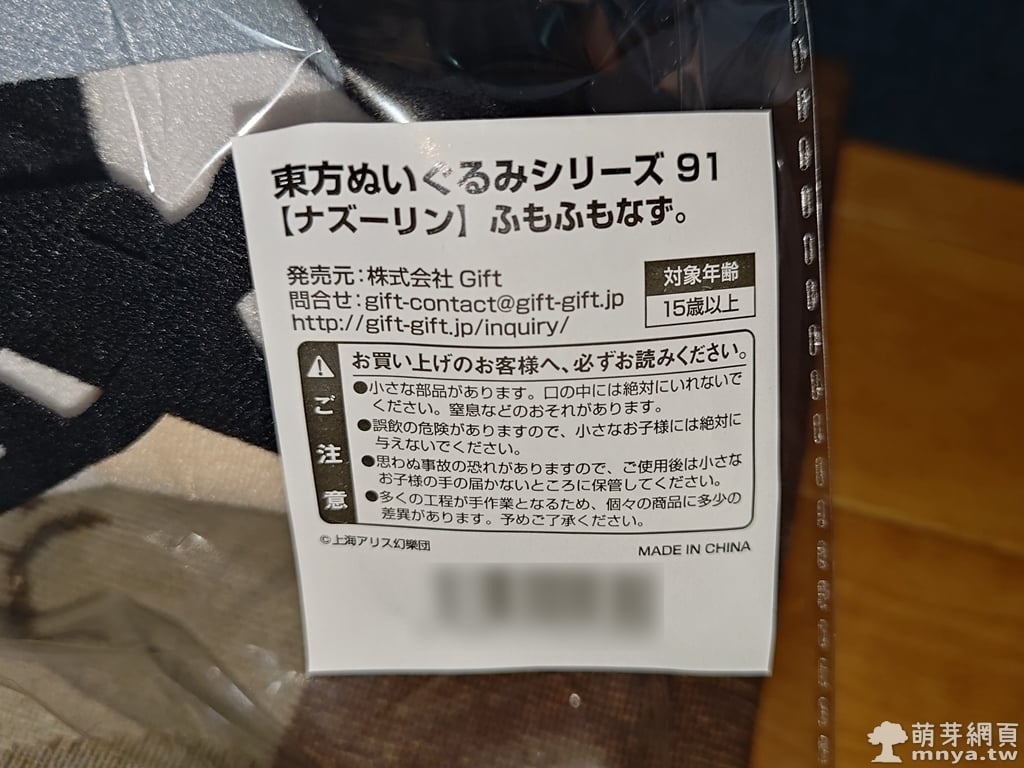 東方ぬいぐるみシリーズ 91
【ナズーリン】ふもふもなず。
発売元：株式会社 Gift
問合せ：gift-contact@gift-gift.jp
http://gift-gift.jp/inquiry/
対象年齢
15歳以上
お買い上げのお客様へ、必ずお読みください。
ご注意
●小さな部品があります。口の中には絶対にいれないで
ください。窒息などのおそれがあります。
●誤飲の危険がありますので、小さなお子様には絶対に
与えないでください。
●思わぬ事故の恐れがありますので、ご使用後は小さな
お子様の手の届かないところに保管してください。
●多くの工程が手作業となるため、個々の商品に多少の
差異があります。予めご了承ください。
©上海アリス幻樂団
MADE IN CHINA
萌芽網頁
mnya.tw